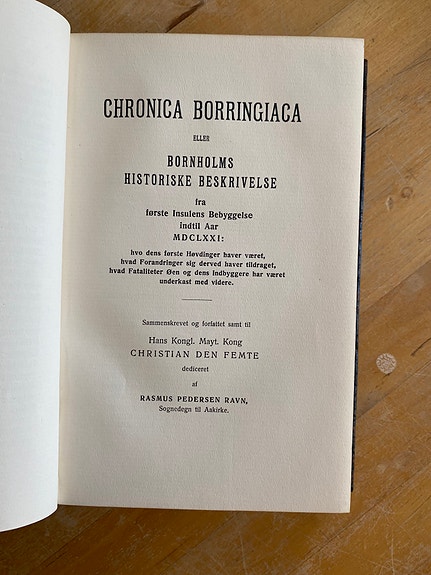 CHRONICA BORRINGIACA
ELLER
BORNHOLMS
HISTORISKE BESKRIVELSE
fra
første Insulens Bebyggelse
indtil Aar
MDCLXXI:
hvo dens første Høvdinger haver været,
hvad Forandringer sig derved haver tildraget,
hvad Fataliteter Øen og dens Indbyggere har været
underkast med videre.
Sammenskrevet og forfattet samt til
Hans Kongl. Mayt. Kong
CHRISTIAN DEN FEMTE
dediceret
af
RASMUS PEDERSEN RAVN,
Sognedegn til Aakirke.